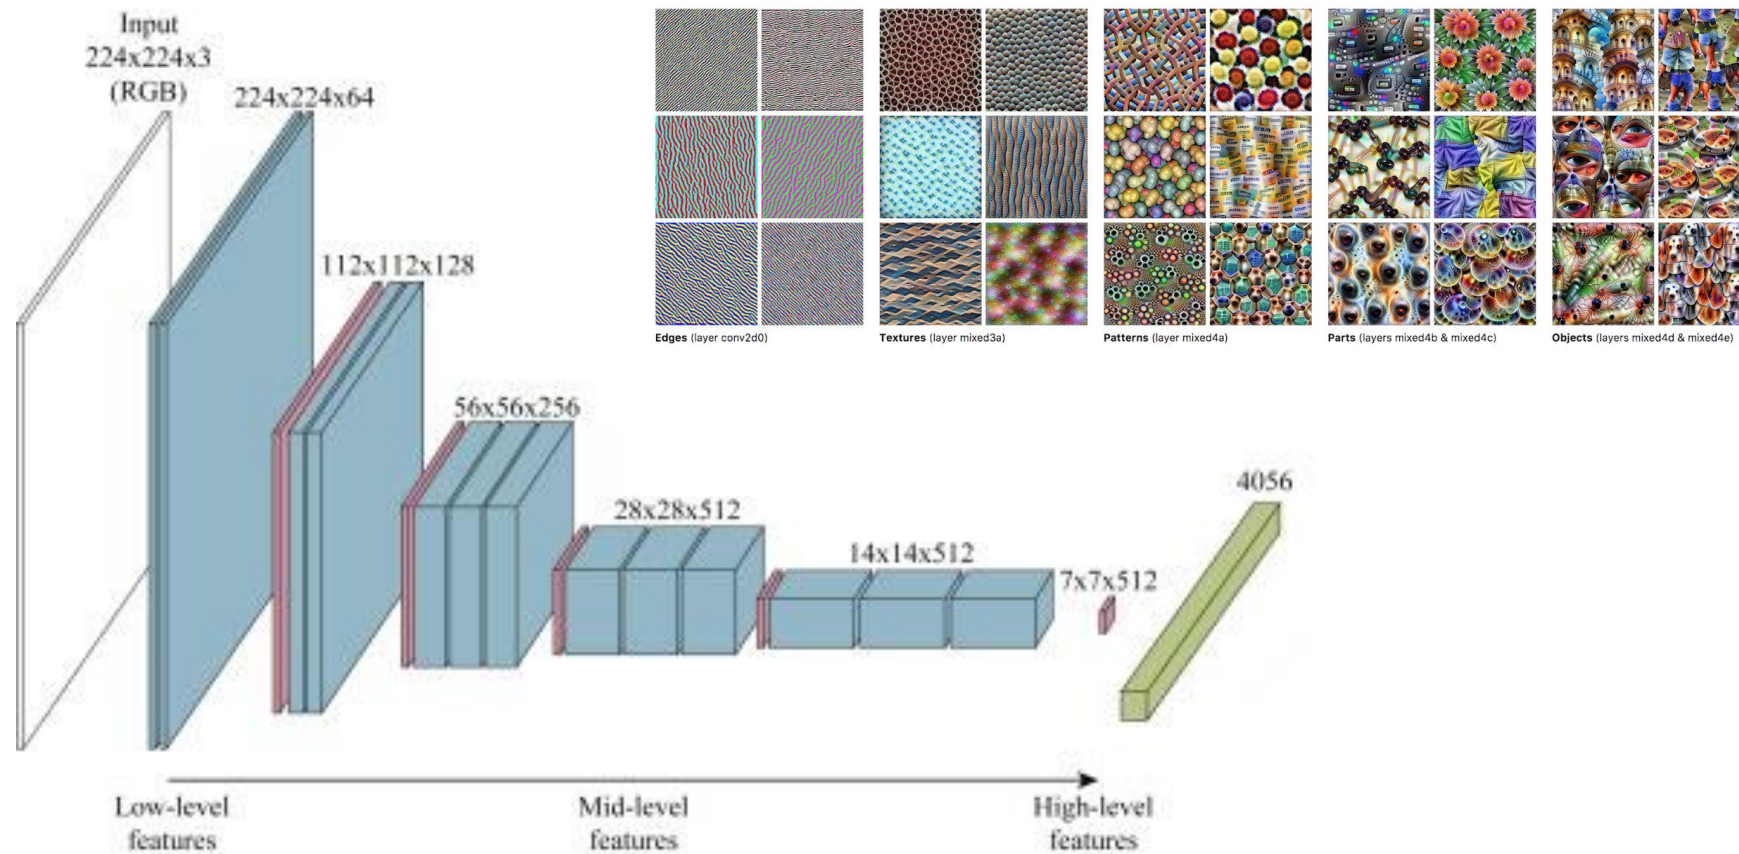 Input
224x224x3
(RGB)
224x224x64
112x112x128
56x56x256
28x28x512
14x14x512
7x7x512
4056
Edges (layer conv2d0)
Textures (layer mixed3a)
Patterns (layer mixed4a)
Parts (layers mixed4b & mixed4c)
Objects (layers mixed4d & mixed4e)
Low-level
features
Mid-level
features
High-level
features